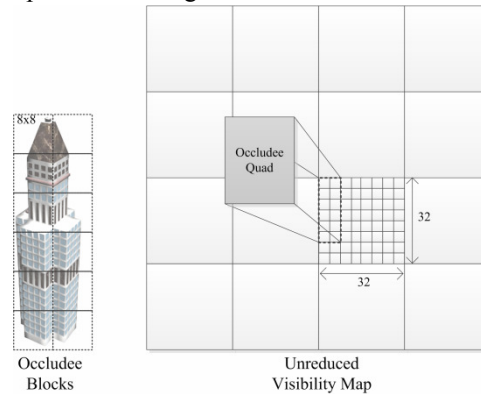 8x8
Occludee
Quad
32
32
Occludee
Blocks
Unreduced
Visibility Map